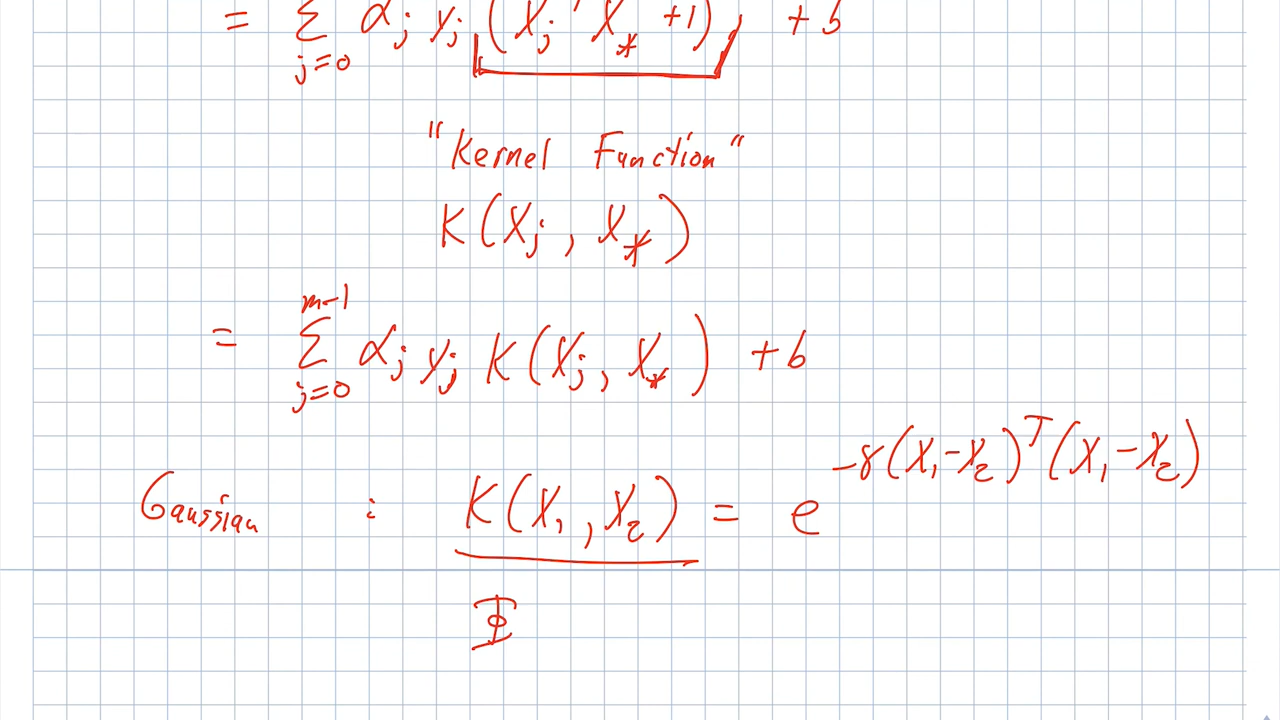 = Σ_{j=0} α_j y_j (X_j^T X_* +1) + b
"Kernel Function"
K(X_j, X_*)
= Σ_{j=0}^{m-1} α_j y_j K(X_j, X_*) + b
Gaussian : K(X_1, X_2) = e^{-γ(X_1-X_2)^T(X_1-X_2)}
Φ